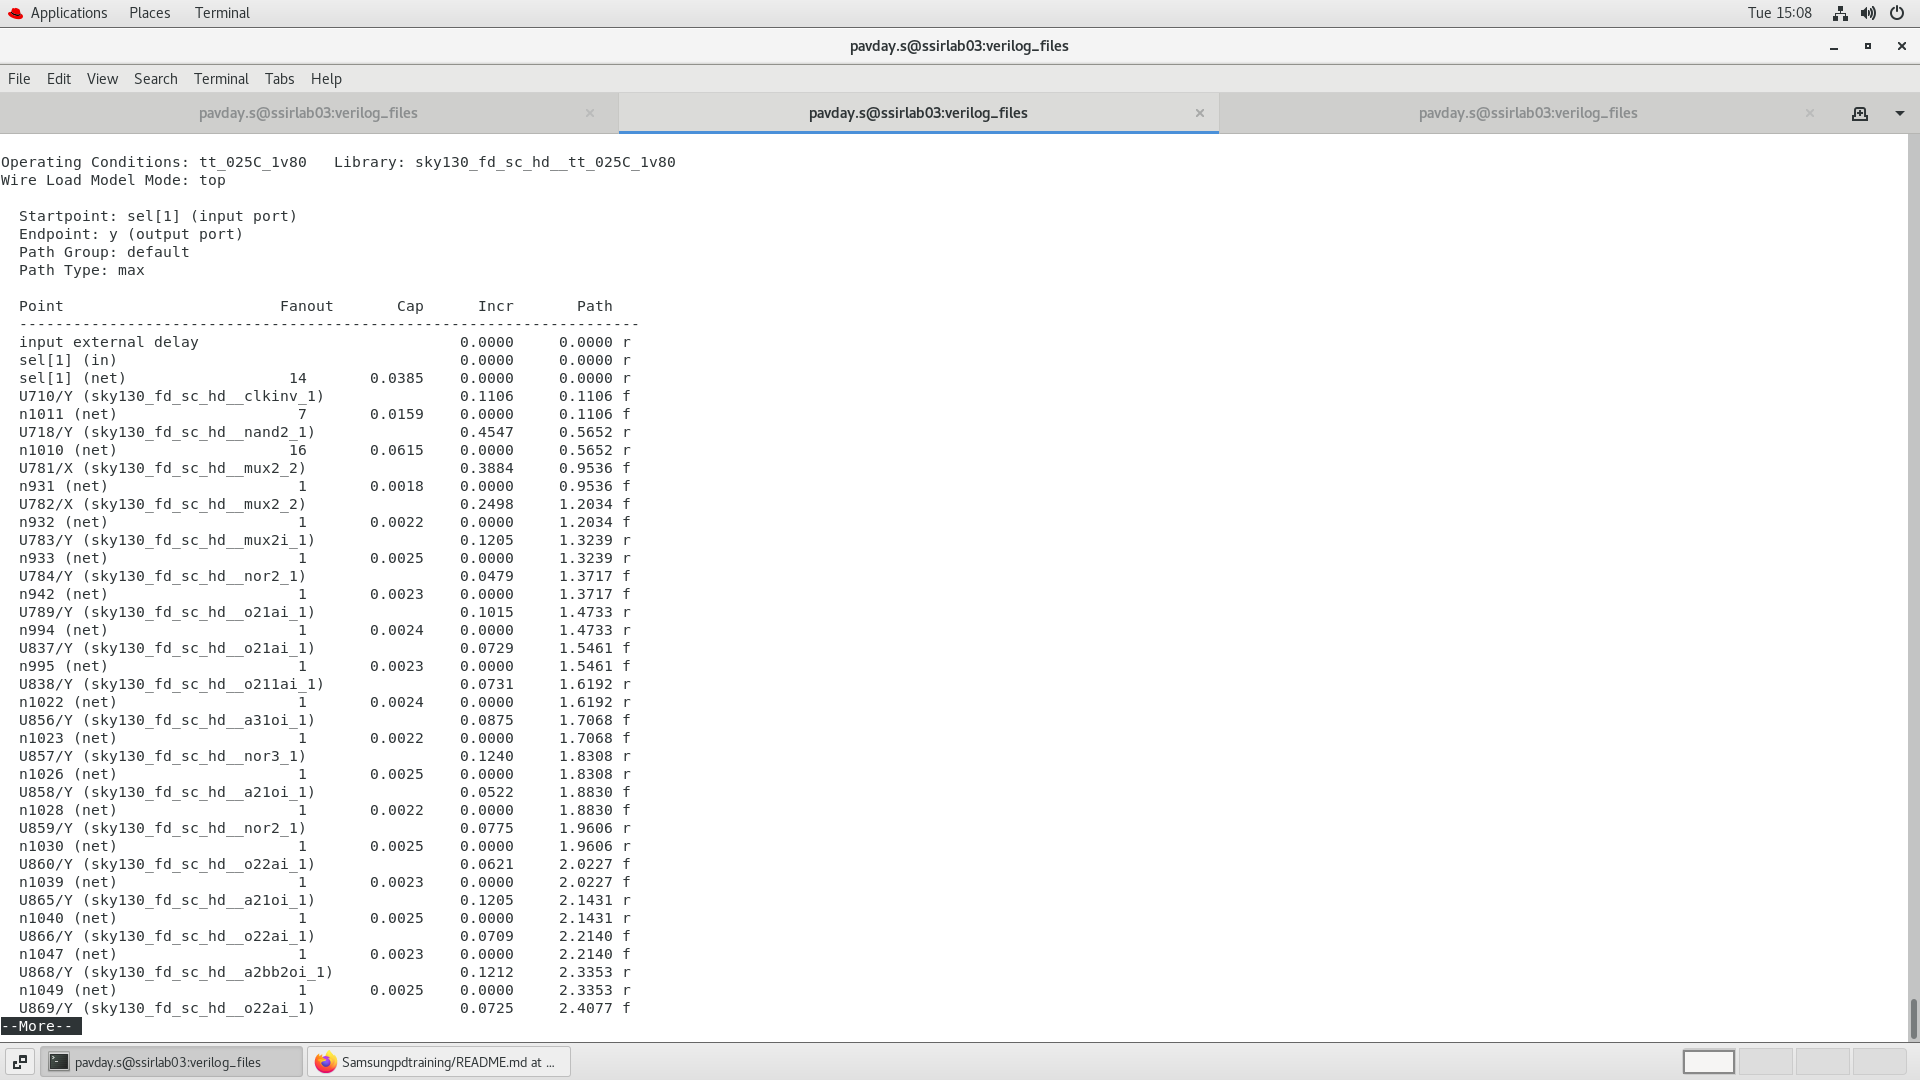 Applications Places Terminal Tue 15:08
pavday.s@ssirlab03:verilog_files
File Edit View Search Terminal Tabs Help
pavday.s@ssirlab03:verilog_files × pavday.s@ssirlab03:verilog_files × pavday.s@ssirlab03:verilog_files ×
Operating Conditions: tt_025C_1v80 Library: sky130_fd_sc_hd__tt_025C_1v80
Wire Load Model Mode: top
Startpoint: sel[1] (input port)
Endpoint: y (output port)
Path Group: default
Path Type: max
Point Fanout Cap Incr Path
---------------------------------------------------------------------
input external delay 0.0000 0.0000 r
sel[1] (in) 0.0000 0.0000 r
sel[1] (net) 14 0.0385 0.0000 0.0000 r
U710/Y (sky130_fd_sc_hd__clkinv_1) 0.1106 0.1106 f
n1011 (net) 7 0.0159 0.0000 0.1106 f
U718/Y (sky130_fd_sc_hd__nand2_1) 0.4547 0.5652 r
n1010 (net) 16 0.0615 0.0000 0.5652 r
U781/X (sky130_fd_sc_hd__mux2_2) 0.3884 0.9536 f
n931 (net) 1 0.0018 0.0000 0.9536 f
U782/X (sky130_fd_sc_hd__mux2_2) 0.2498 1.2034 f
n932 (net) 1 0.0022 0.0000 1.2034 f
U783/Y (sky130_fd_sc_hd__mux2i_1) 0.1205 1.3239 r
n933 (net) 1 0.0025 0.0000 1.3239 r
U784/Y (sky130_fd_sc_hd__nor2_1) 0.0479 1.3717 f
n942 (net) 1 0.0023 0.0000 1.3717 f
U789/Y (sky130_fd_sc_hd__o21ai_1) 0.1015 1.4733 r
n994 (net) 1 0.0024 0.0000 1.4733 r
U837/Y (sky130_fd_sc_hd__o21ai_1) 0.0729 1.5461 f
n995 (net) 1 0.0023 0.0000 1.5461 f
U838/Y (sky130_fd_sc_hd__o211ai_1) 0.0731 1.6192 r
n1022 (net) 1 0.0024 0.0000 1.6192 r
U856/Y (sky130_fd_sc_hd__a31oi_1) 0.0875 1.7068 f
n1023 (net) 1 0.0022 0.0000 1.7068 f
U857/Y (sky130_fd_sc_hd__nor3_1) 0.1240 1.8308 r
n1026 (net) 1 0.0025 0.0000 1.8308 r
U858/Y (sky130_fd_sc_hd__a21oi_1) 0.0522 1.8830 f
n1028 (net) 1 0.0022 0.0000 1.8830 f
U859/Y (sky130_fd_sc_hd__nor2_1) 0.0775 1.9606 r
n1030 (net) 1 0.0025 0.0000 1.9606 r
U860/Y (sky130_fd_sc_hd__o22ai_1) 0.0621 2.0227 f
n1039 (net) 1 0.0023 0.0000 2.0227 f
U865/Y (sky130_fd_sc_hd__a21oi_1) 0.1205 2.1431 r
n1040 (net) 1 0.0025 0.0000 2.1431 r
U866/Y (sky130_fd_sc_hd__o22ai_1) 0.0709 2.2140 f
n1047 (net) 1 0.0023 0.0000 2.2140 f
U868/Y (sky130_fd_sc_hd__a2bb2oi_1) 0.1212 2.3353 r
n1049 (net) 1 0.0025 0.0000 2.3353 r
U869/Y (sky130_fd_sc_hd__o22ai_1) 0.0725 2.4077 f
--More--
pavday.s@ssirlab03:verilog_files Samsungpdtraining/README.md at ...